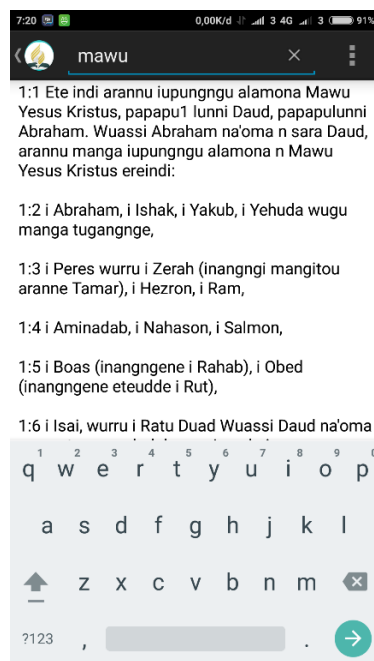 7:20 0,00K/d 3 4G 3 91%
mawu
1:1 Ete indi arannu iupungngu alamona Mawu
Yesus Kristus, papapu1 lunni Daud, papapulunni
Abraham. Wuassi Abraham na'oma n sara Daud,
arannu manga iupungngu alamona n Mawu
Yesus Kristus ereindi:
1:2 i Abraham, i Ishak, i Yakub, i Yehuda wugu
manga tugangnge,
1:3 i Peres wurru i Zerah (inangngi mangitou
aranne Tamar), i Hezron, i Ram,
1:4 i Aminadab, i Nahason, i Salmon,
1:5 i Boas (inangngene i Rahab), i Obed
(inangngene eteudde i Rut),
1:6 i Isai, wurru i Ratu Duad Wuassi Daud na'oma
1 2 3 4 5 6 7 8 9 0
q w e r t y u i o p
a s d f g h j k l
z x c v b n m
?123 , .